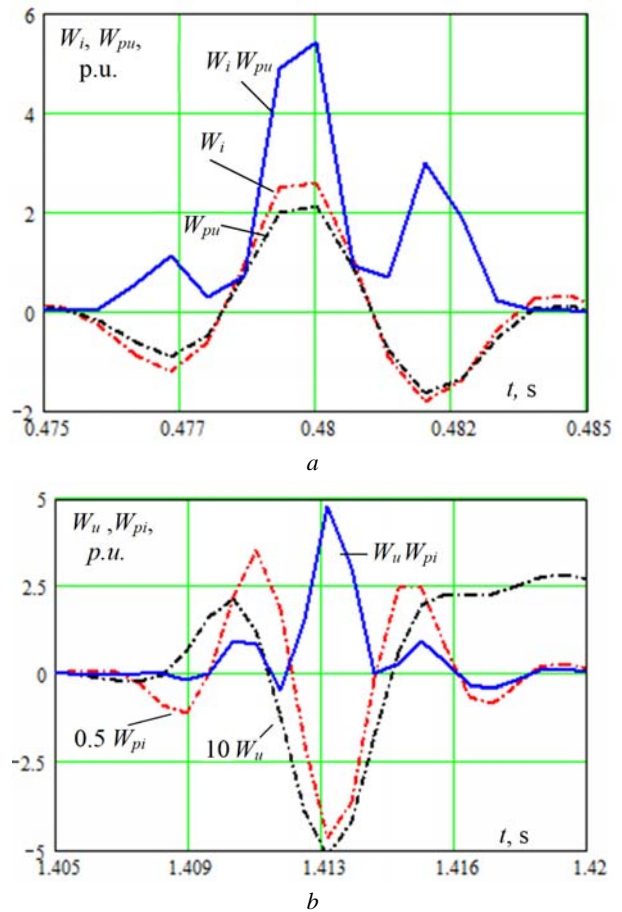 6
W_i, W_pu,
p.u.
W_i W_pu
4
W_i
2
W_pu
0
t, s
−2
0.475 0.477 0.48 0.482 0.485
a
5
W_u ,W_pi,
p.u.
W_u W_pi
2.5
0
0.5 W_pi
10 W_u
−2.5
t, s
−5
1.405 1.409 1.413 1.416 1.42
b